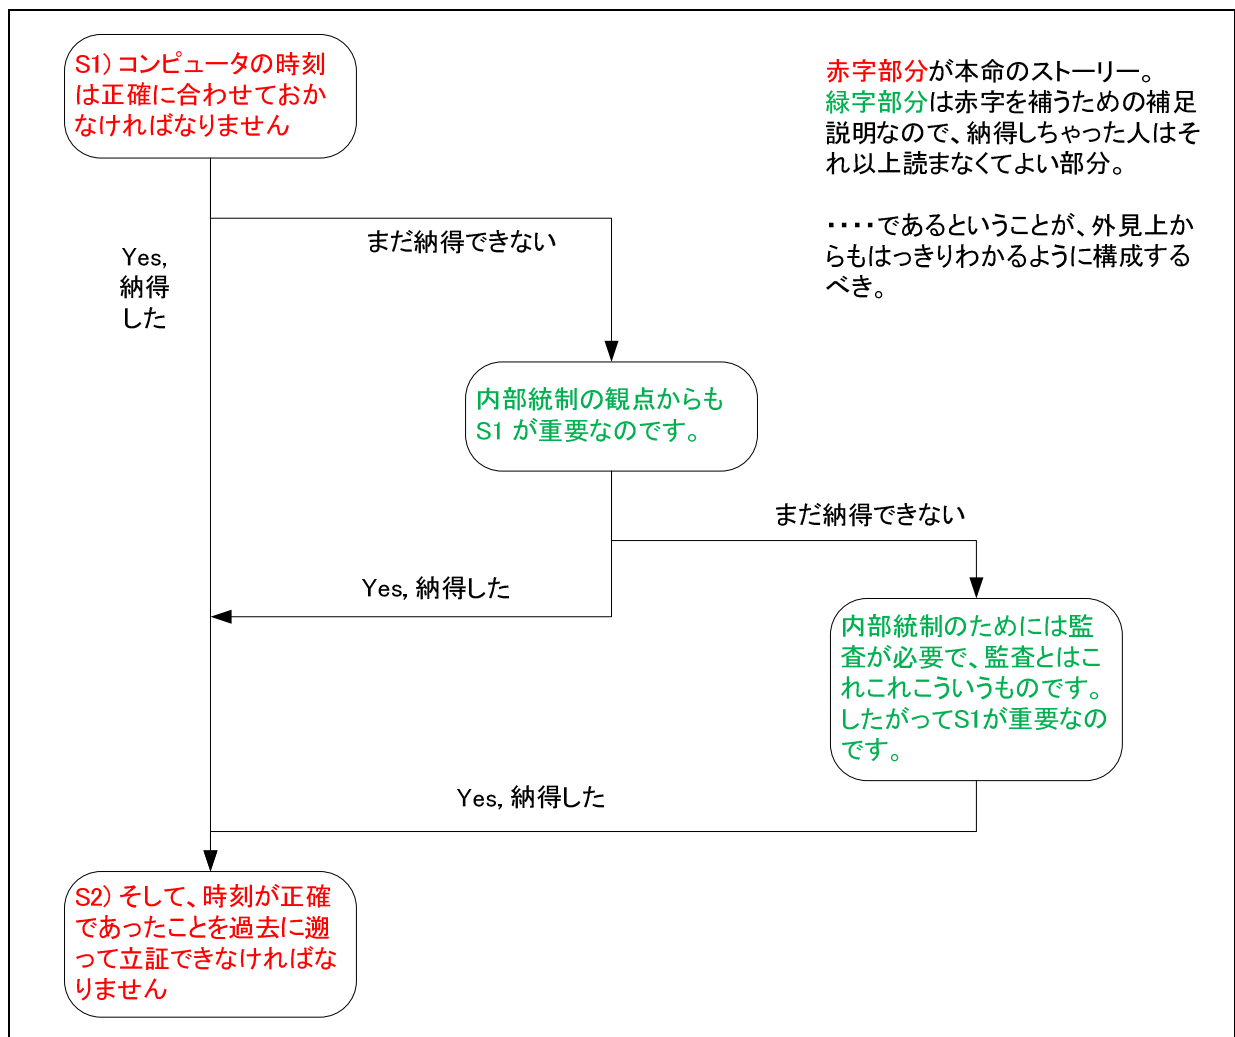 S1) コンピュータの時刻
は正確に合わせておか
なければなりません
赤字部分が本命のストーリー。
緑字部分は赤字を補うための補足
説明なので、納得しちゃった人はそ
れ以上読まなくてよい部分。
・・・・であるということが、外見上か
らもはっきりわかるように構成する
べき。
まだ納得できない
Yes,
納得
した
内部統制の観点からも
S1 が重要なのです。
まだ納得できない
Yes, 納得した
内部統制のためには監
査が必要で、監査とはこ
れこれこういうものです。
したがってS1が重要なの
です。
Yes, 納得した
S2) そして、時刻が正確
であったことを過去に遡
って立証できなければな
りません